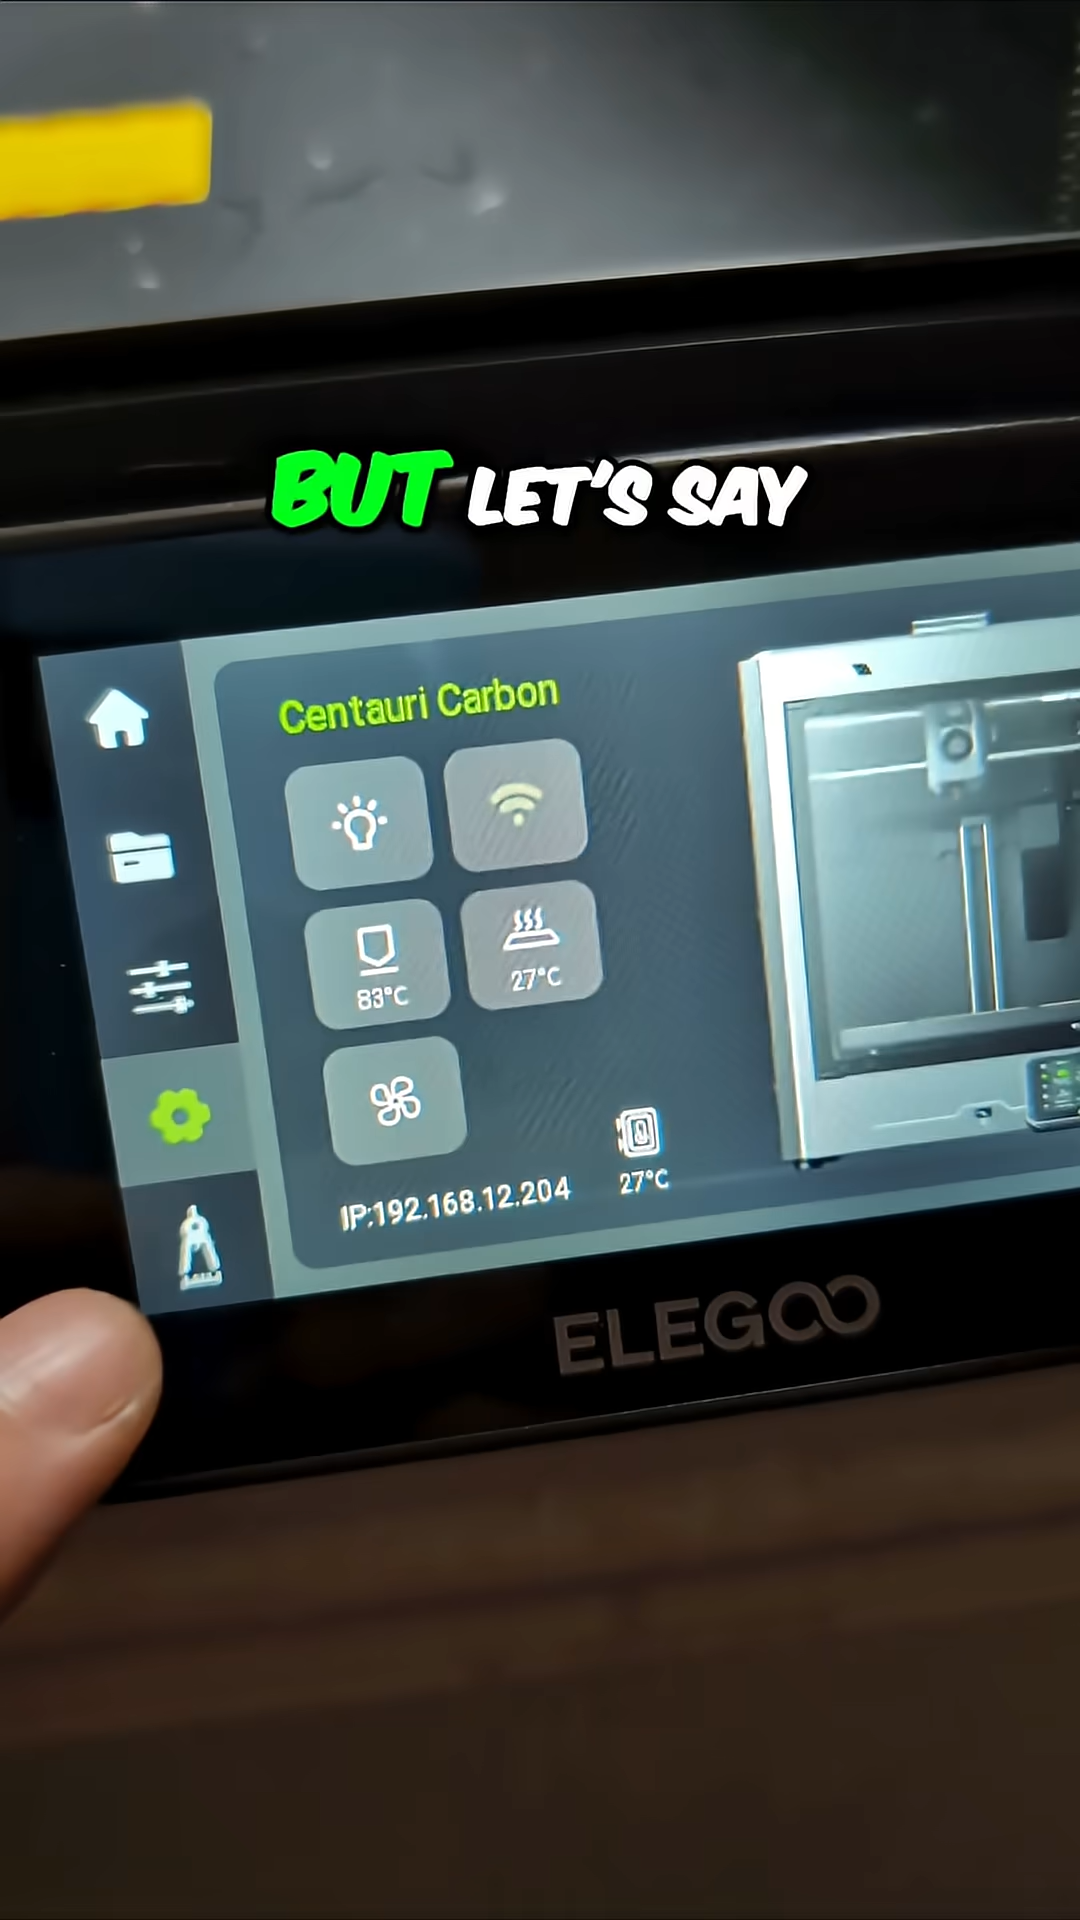 BUT LET'S SAY
Centauri Carbon
83°C
27°C
IP:192.168.12.204
27°C
ELEGOO